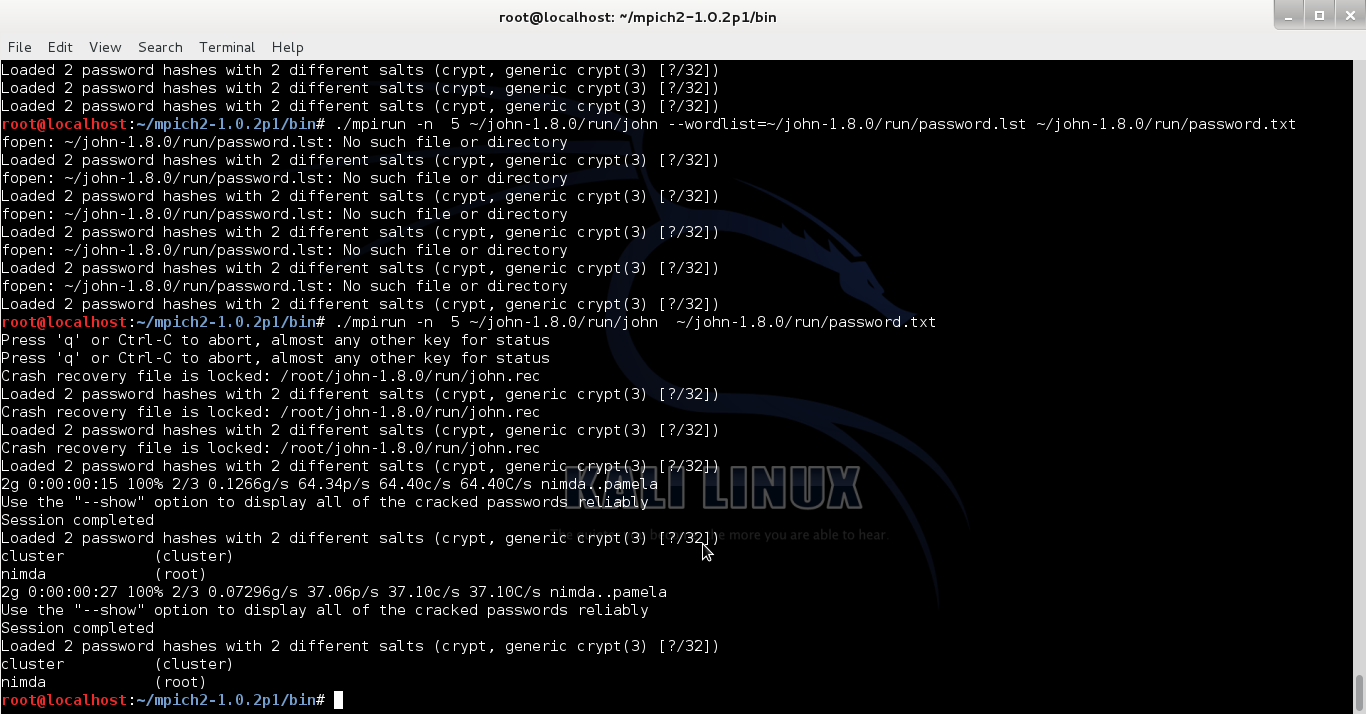 root@localhost: ~/mpich2-1.0.2p1/bin
File Edit View Search Terminal Help
Loaded 2 password hashes with 2 different salts (crypt, generic crypt(3) [?/32])
Loaded 2 password hashes with 2 different salts (crypt, generic crypt(3) [?/32])
Loaded 2 password hashes with 2 different salts (crypt, generic crypt(3) [?/32])
root@localhost:~/mpich2-1.0.2p1/bin# ./mpirun -n  5 ~/john-1.8.0/run/john --wordlist=~/john-1.8.0/run/password.lst ~/john-1.8.0/run/password.txt
fopen: ~/john-1.8.0/run/password.lst: No such file or directory
Loaded 2 password hashes with 2 different salts (crypt, generic crypt(3) [?/32])
fopen: ~/john-1.8.0/run/password.lst: No such file or directory
Loaded 2 password hashes with 2 different salts (crypt, generic crypt(3) [?/32])
fopen: ~/john-1.8.0/run/password.lst: No such file or directory
Loaded 2 password hashes with 2 different salts (crypt, generic crypt(3) [?/32])
fopen: ~/john-1.8.0/run/password.lst: No such file or directory
Loaded 2 password hashes with 2 different salts (crypt, generic crypt(3) [?/32])
fopen: ~/john-1.8.0/run/password.lst: No such file or directory
Loaded 2 password hashes with 2 different salts (crypt, generic crypt(3) [?/32])
root@localhost:~/mpich2-1.0.2p1/bin# ./mpirun -n  5 ~/john-1.8.0/run/john  ~/john-1.8.0/run/password.txt
Press 'q' or Ctrl-C to abort, almost any other key for status
Press 'q' or Ctrl-C to abort, almost any other key for status
Crash recovery file is locked: /root/john-1.8.0/run/john.rec
Loaded 2 password hashes with 2 different salts (crypt, generic crypt(3) [?/32])
Crash recovery file is locked: /root/john-1.8.0/run/john.rec
Loaded 2 password hashes with 2 different salts (crypt, generic crypt(3) [?/32])
Crash recovery file is locked: /root/john-1.8.0/run/john.rec
Loaded 2 password hashes with 2 different salts (crypt, generic crypt(3) [?/32])
2g 0:00:00:15 100% 2/3 0.1266g/s 64.34p/s 64.40c/s 64.40C/s nimda..pamela
Use the "--show" option to display all of the cracked passwords reliably
Session completed
Loaded 2 password hashes with 2 different salts (crypt, generic crypt(3) [?/32])
cluster          (cluster)
nimda            (root)
2g 0:00:00:27 100% 2/3 0.07296g/s 37.06p/s 37.10c/s 37.10C/s nimda..pamela
Use the "--show" option to display all of the cracked passwords reliably
Session completed
Loaded 2 password hashes with 2 different salts (crypt, generic crypt(3) [?/32])
cluster          (cluster)
nimda            (root)
root@localhost:~/mpich2-1.0.2p1/bin#
KALI LINUX
the more you are able to hear.